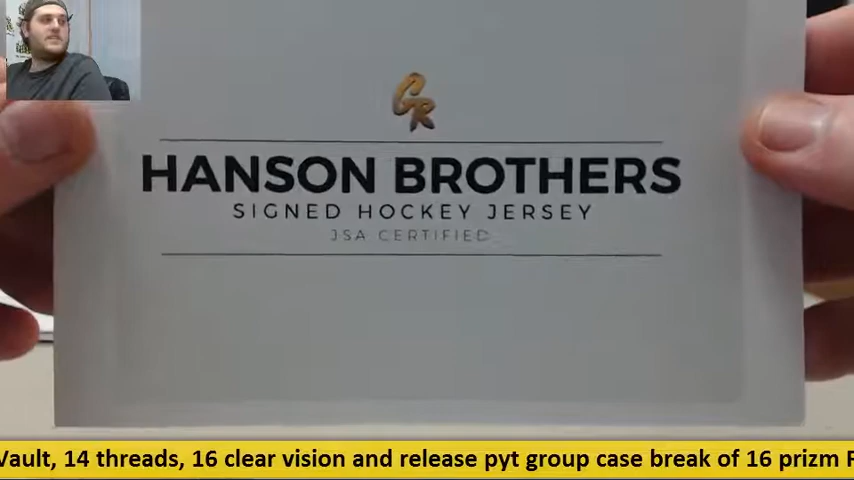 GR
HANSON BROTHERS
SIGNED HOCKEY JERSEY
JSA CERTIFIED
Vault, 14 threads, 16 clear vision and release pyt group case break of 16 prizm F